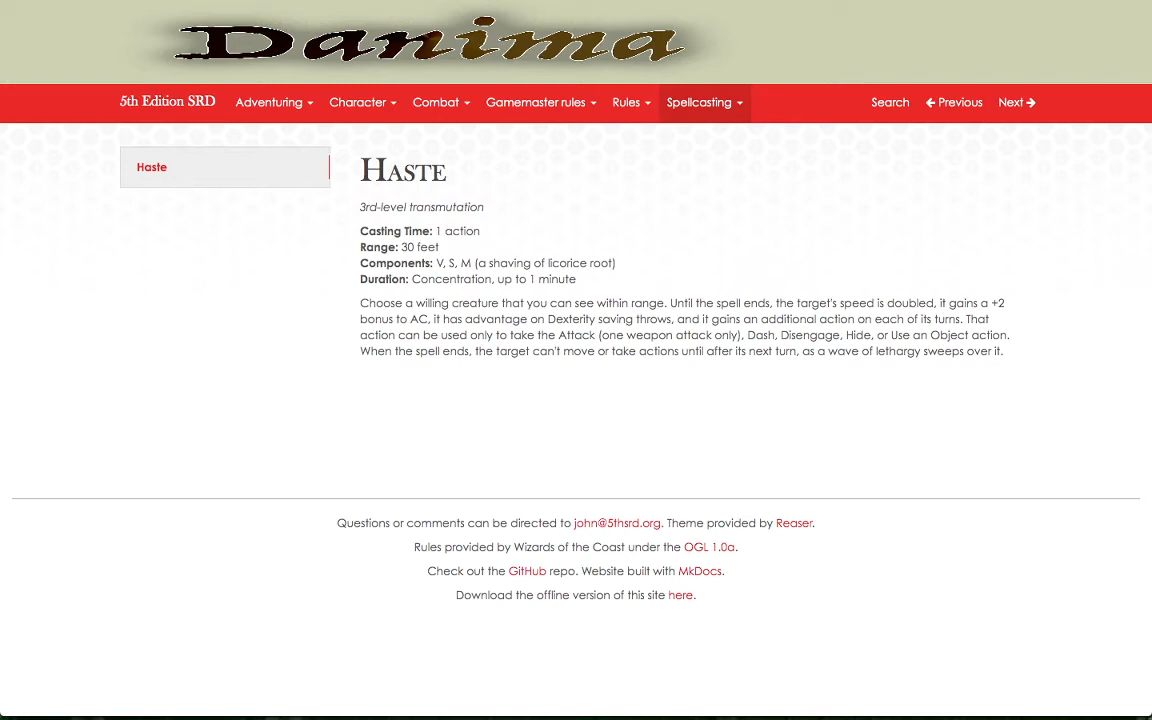 Danima
5th Edition SRD Adventuring Character Combat Gamemaster rules Rules Spellcasting Search Previous Next
Haste
Haste
3rd-level transmutation
Casting Time: 1 action
Range: 30 feet
Components: V, S, M (a shaving of licorice root)
Duration: Concentration, up to 1 minute
Choose a willing creature that you can see within range. Until the spell ends, the target's speed is doubled, it gains a +2
bonus to AC, it has advantage on Dexterity saving throws, and it gains an additional action on each of its turns. That
action can be used only to take the Attack (one weapon attack only), Dash, Disengage, Hide, or Use an Object action.
When the spell ends, the target can't move or take actions until after its next turn, as a wave of lethargy sweeps over it.
Questions or comments can be directed to john@5thsrd.org. Theme provided by Reaser.
Rules provided by Wizards of the Coast under the OGL 1.0a.
Check out the GitHub repo. Website built with MkDocs.
Download the offline version of this site here.